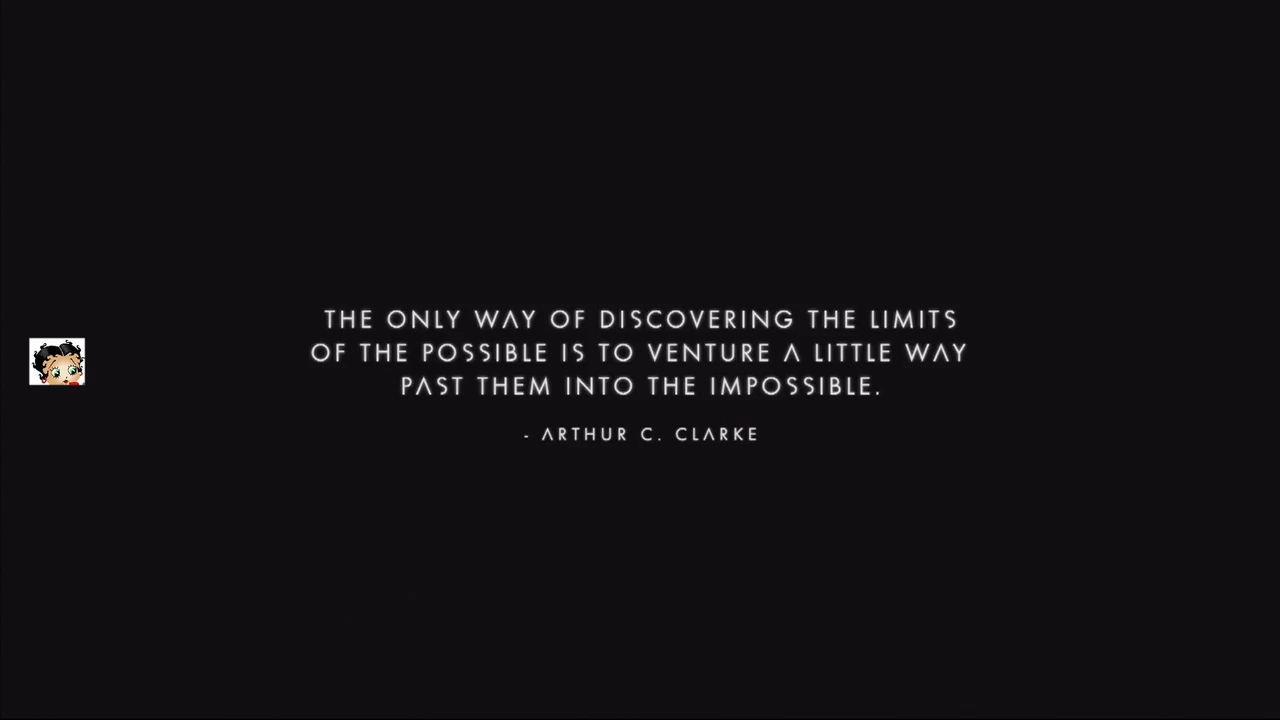 THE ONLY WAY OF DISCOVERING THE LIMITS
OF THE POSSIBLE IS TO VENTURE A LITTLE WAY
PAST THEM INTO THE IMPOSSIBLE.
- ARTHUR C. CLARKE